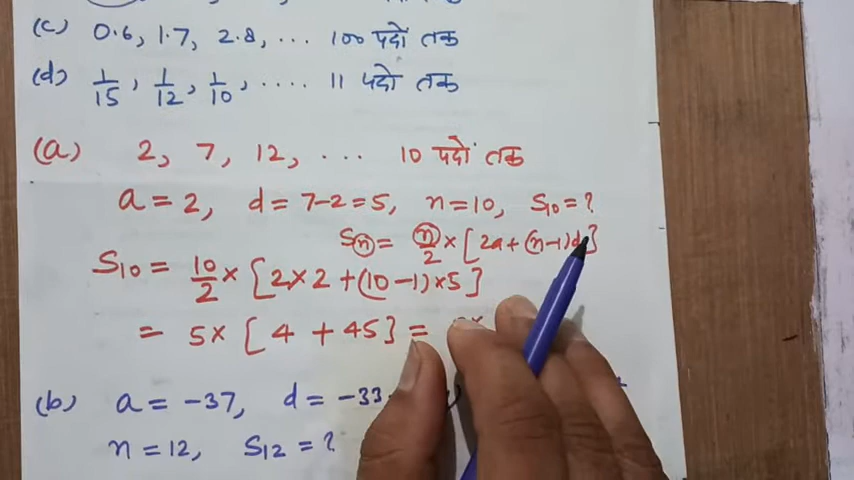 (c) 0.6, 1.7, 2.8, ... 100 पदों तक
(d) 1/15, 1/12, 1/10, .... 11 पदों तक
(a) 2, 7, 12, ... 10 पदों तक
a = 2, d = 7-2=5, n=10, S10=?
Sn = n/2 × [2a+(n-1)d]
S10 = 10/2 × [2×2+(10-1)×5]
= 5× [4 + 45] =
(b) a = -37, d = -33
n = 12, S12 = ?